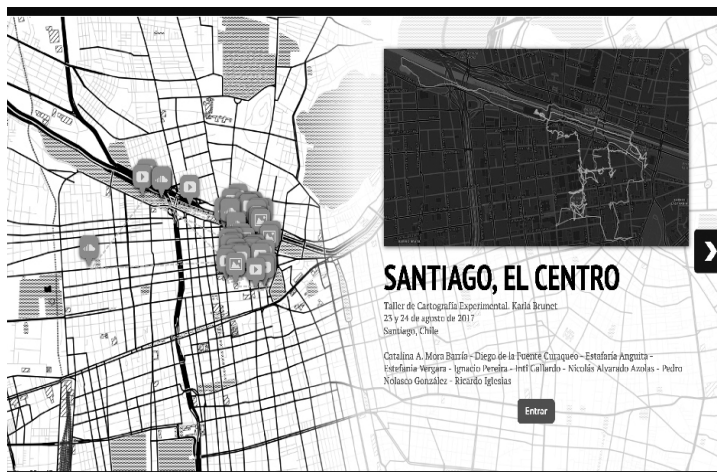 SANTIAGO, EL CENTRO
Taller de Cartografía Experimental. Karla Brunet
23 y 24 de agosto de 2017
Santiago, Chile
Catalina A. Mora Barría - Diego de la Fuente Curaqueo - Estafaría Anguita -
Estefanía Vergara - Ignacio Pereira - Inti Gallardo - Nicolás Alvarado Azolas - Pedro
Nolasco González - Ricardo Iglesias
Entrar